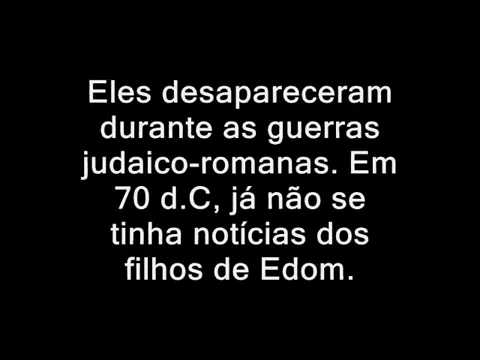 Eles desapareceram
durante as guerras
judaico-romanas. Em
70 d.C, já não se
tinha notícias dos
filhos de Edom.